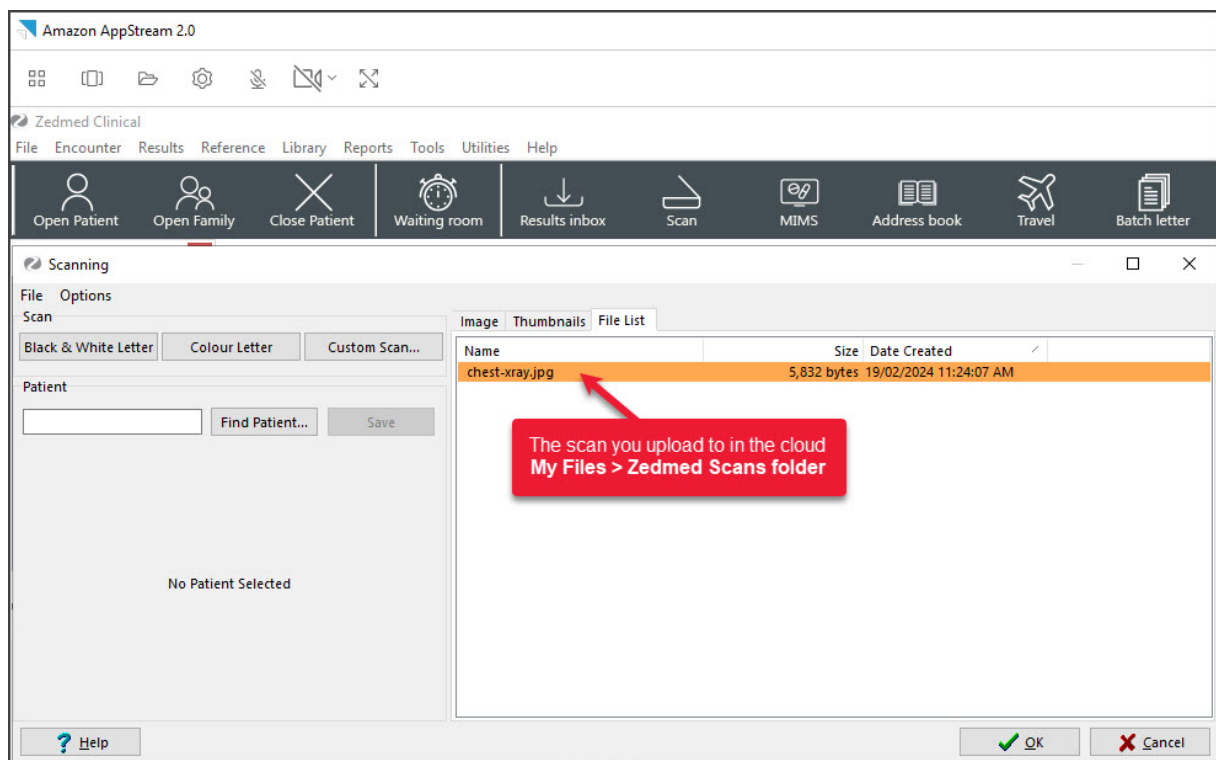 Amazon AppStream 2.0
Zedmed Clinical
File Encounter Results Reference Library Reports Tools Utilities Help
Open Patient Open Family Close Patient Waiting room Results inbox Scan MIMS Address book Travel Batch letter
Scanning
File Options
Scan
Black & White Letter Colour Letter Custom Scan...
Patient
Find Patient... Save
No Patient Selected
Image Thumbnails File List
Name Size Date Created
chest-xray.jpg 5,832 bytes 19/02/2024 11:24:07 AM
The scan you upload to in the cloud
My Files > Zedmed Scans folder
Help OK Cancel